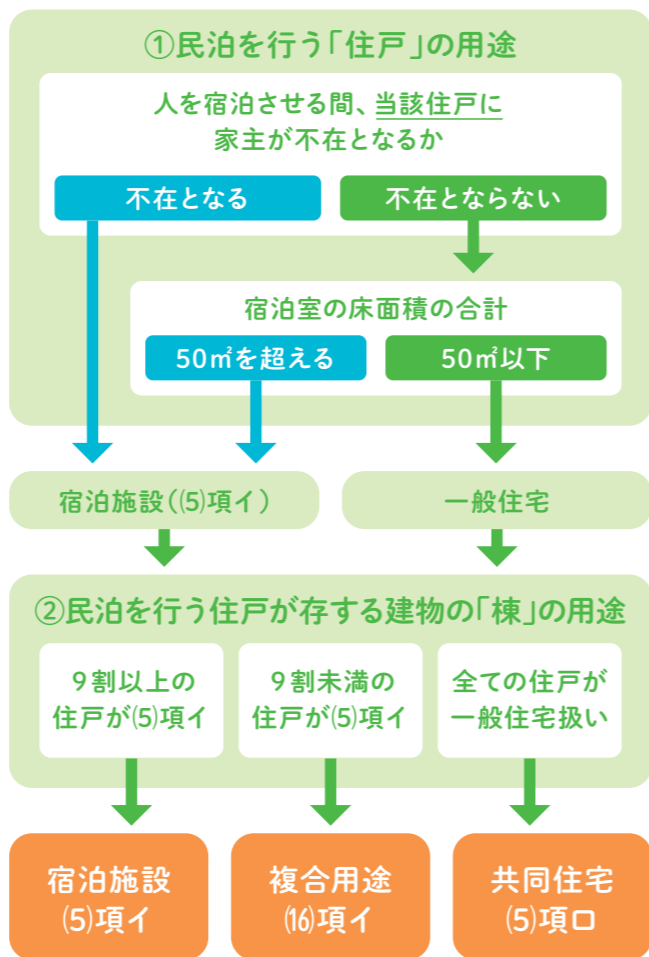 ①民泊を行う「住戸」の用途
人を宿泊させる間、当該住戸に
家主が不在となるか
不在となる
不在とならない
宿泊室の床面積の合計
50㎡を超える
50㎡以下
宿泊施設(⑸項イ)
一般住宅
②民泊を行う住戸が存する建物の「棟」の用途
9割以上の
住戸が⑸項イ
9割未満の
住戸が⑸項イ
全ての住戸が
一般住宅扱い
宿泊施設
⑸項イ
複合用途
⒃項イ
共同住宅
⑸項ロ